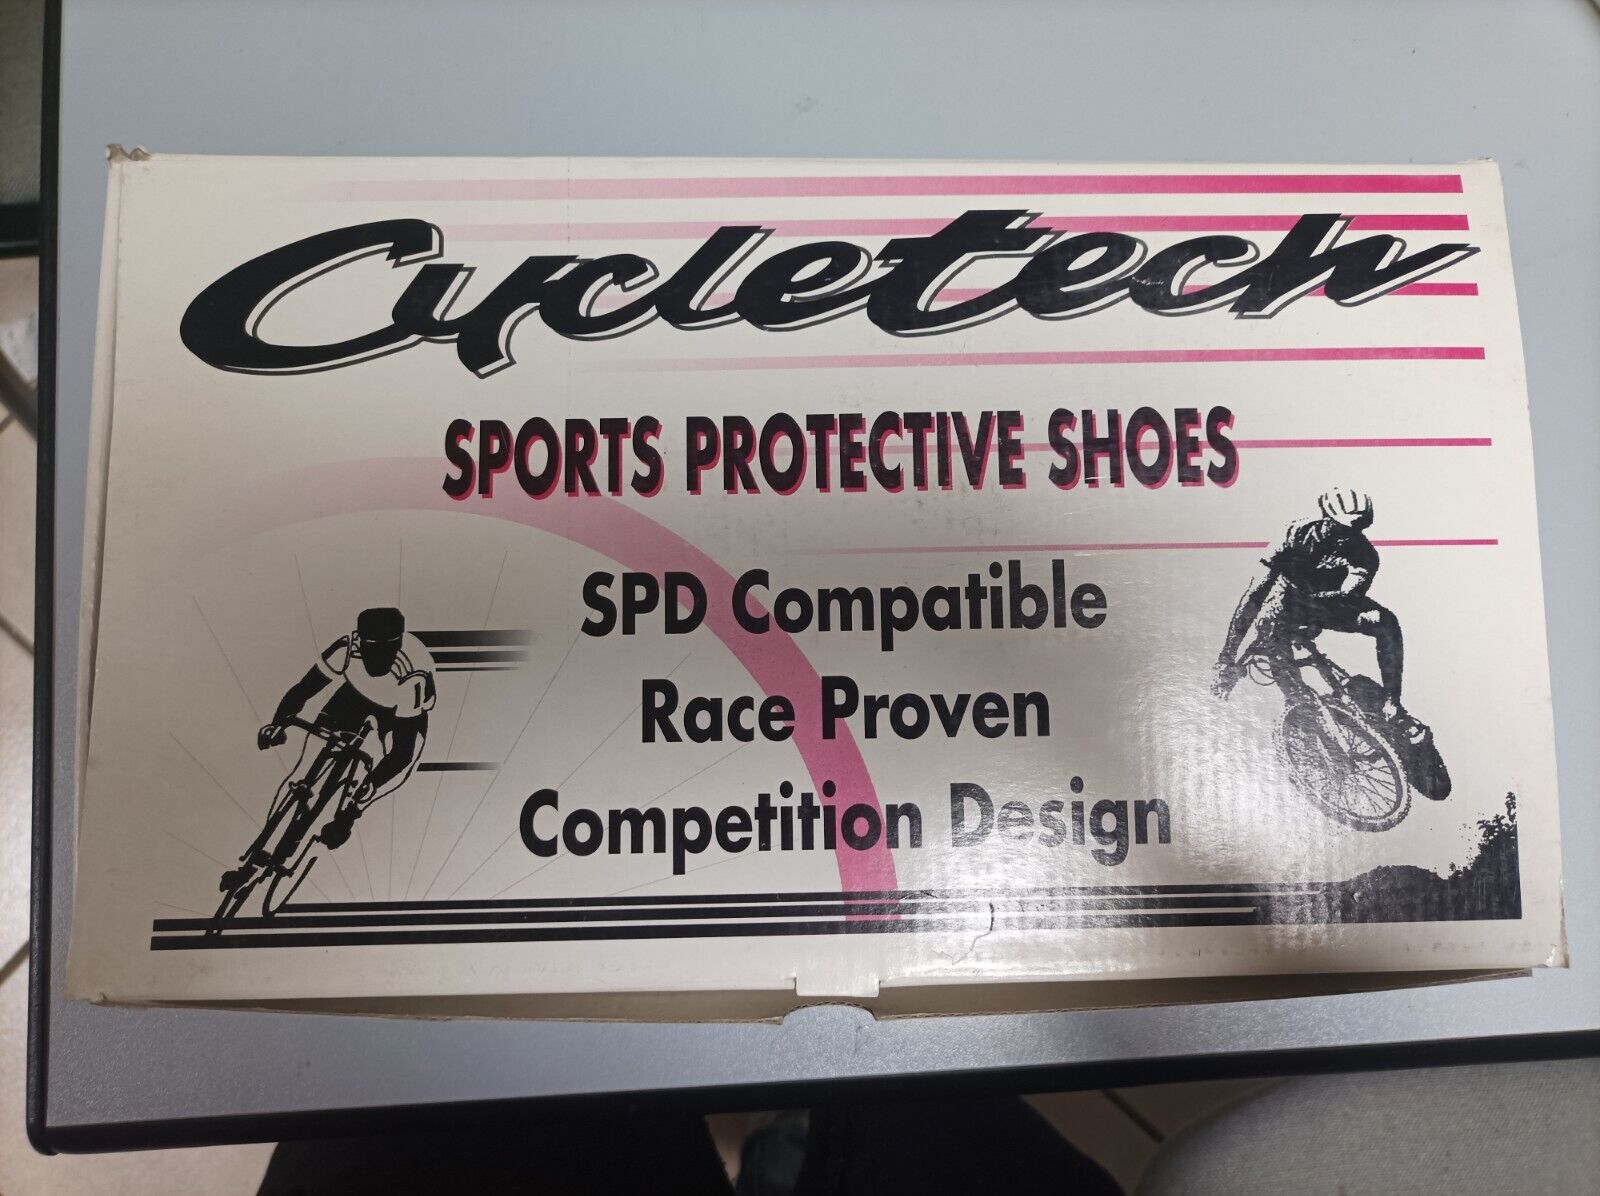 Cycletech
SPORTS PROTECTIVE SHOES
SPD Compatible
Race Proven
Competition Design